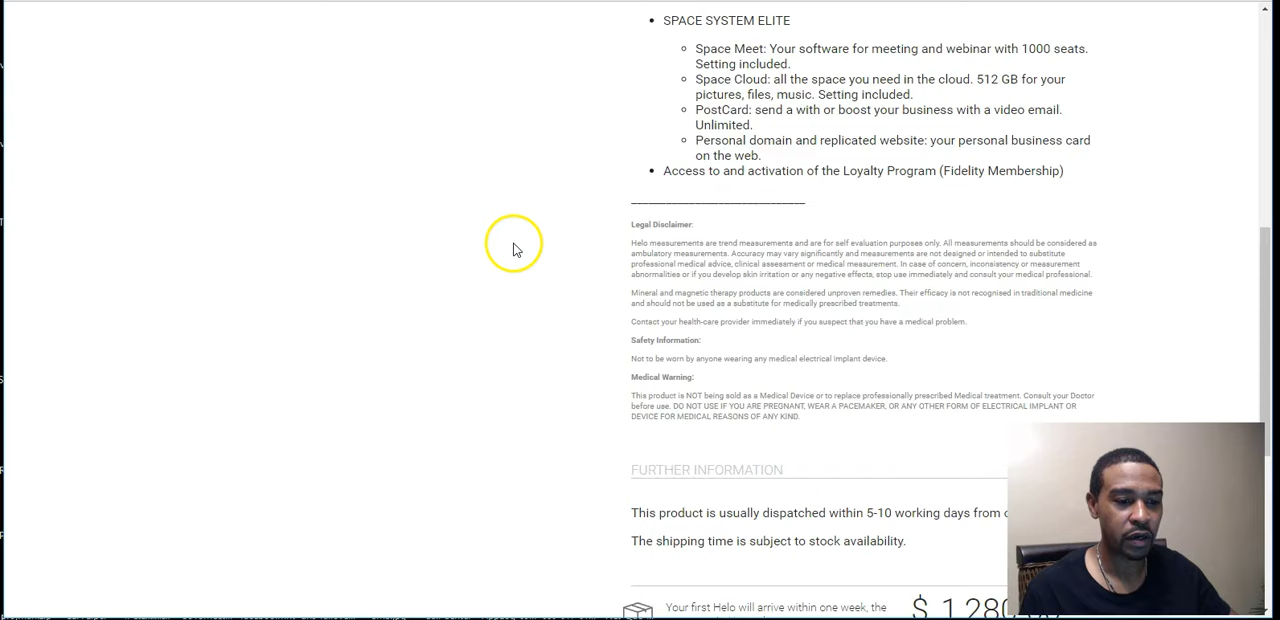 SPACE SYSTEM ELITE
Space Meet: Your software for meeting and webinar with 1000 seats.
Setting included.
Space Cloud: all the space you need in the cloud. 512 GB for your
pictures, files, music. Setting included.
PostCard: send a with or boost your business with a video email.
Unlimited.
Personal domain and replicated website: your personal business card
on the web.
Access to and activation of the Loyalty Program (Fidelity Membership)
Legal Disclaimer:
Helo measurements are trend measurements and are for self evaluation purposes only. All measurements should be considered as
ambulatory measurements. Accuracy may vary significantly and measurements are not designed or intended to substitute
professional medical advice, clinical assessment or medical measurement. In case of concern, inconsistency or measurement
abnormalities or if you develop skin irritation or any negative effects, stop use immediately and consult your medical professional.
Mineral and magnetic therapy products are considered unproven remedies. Their efficacy is not recognised in traditional medicine
and should not be used as a substitute for medically prescribed treatments.
Contact your health-care provider immediately if you suspect that you have a medical problem.
Safety Information:
Not to be worn by anyone wearing any medical electrical implant device.
Medical Warning:
This product is NOT being sold as a Medical Device or to replace professionally prescribed Medical treatment. Consult your Doctor
before use. DO NOT USE IF YOU ARE PREGNANT, WEAR A PACEMAKER, OR ANY OTHER FORM OF ELECTRICAL IMPLANT OR
DEVICE FOR MEDICAL REASONS OF ANY KIND.
FURTHER INFORMATION
This product is usually dispatched within 5-10 working days from
The shipping time is subject to stock availability.
Your first Helo will arrive within one week, the
$ 1,280